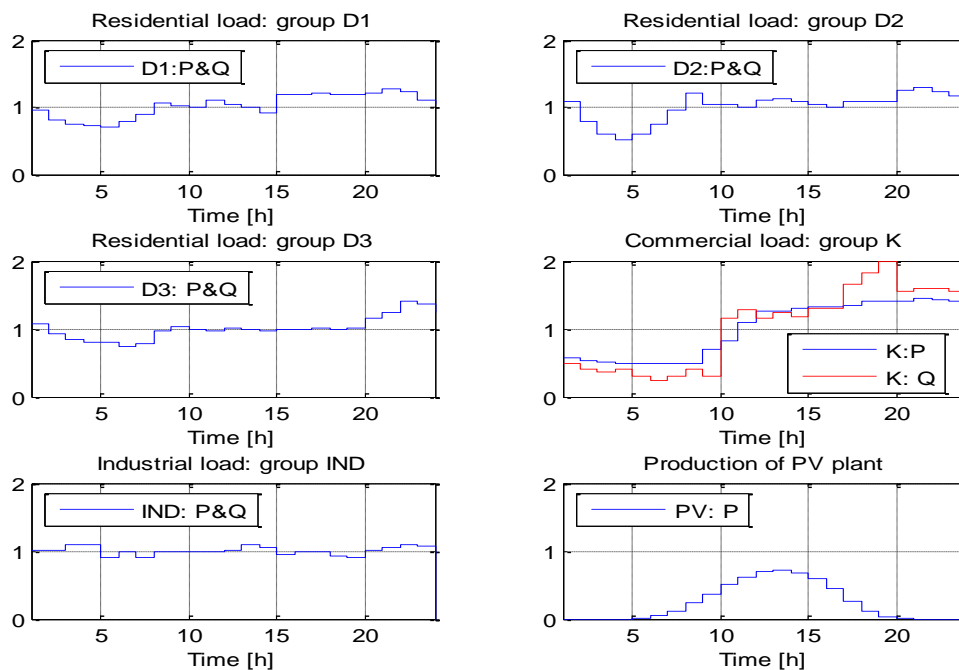 Residential load: group D1
2
D1:P&Q
1
0
5
10
15
20
Time [h]
Residential load: group D2
2
D2:P&Q
1
0
5
10
15
20
Time [h]
Residential load: group D3
2
D3: P&Q
1
0
5
10
15
20
Time [h]
Commercial load: group K
2
1
K:P
K: Q
0
5
10
15
20
Time [h]
Industrial load: group IND
2
IND: P&Q
1
0
5
10
15
20
Time [h]
Production of PV plant
2
PV: P
1
0
5
10
15
20
Time [h]